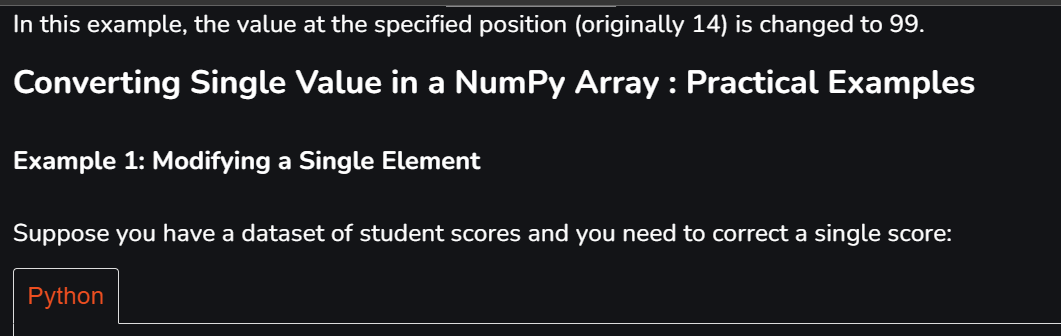 In this example, the value at the specified position (originally 14) is changed to 99.
Converting Single Value in a NumPy Array : Practical Examples
Example 1: Modifying a Single Element
Suppose you have a dataset of student scores and you need to correct a single score:
Python